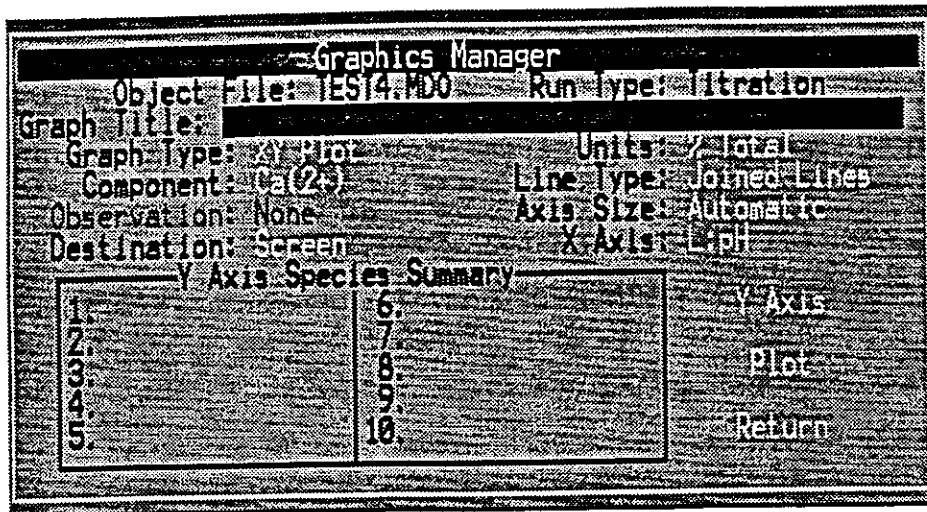 Graphics Manager
Object File: TEST4.MDO Run Type: Titration
Graph Title:
Graph Type: XY Plot Units: % Total
Component: Ca(2+) Line Type: Joined Lines
Observation: None Axis Size: Automatic
Destination: Screen X Axis: L:pH
Y Axis Species Summary
1. 6.
2. 7. Y Axis
3. 8. Plot
4. 9.
5. 10. Return